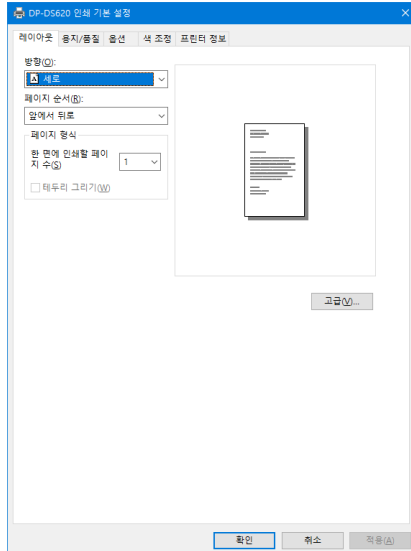 DP-DS620 인쇄 기본 설정
레이아웃 용지/품질 옵션 색 조정 프린터 정보
방향(O):
A 세로
페이지 순서(R):
앞에서 뒤로
페이지 형식
한 면에 인쇄할 페이
지 수(S)
1
테두리 그리기(W)
고급(V)...
확인 취소 적용(A)